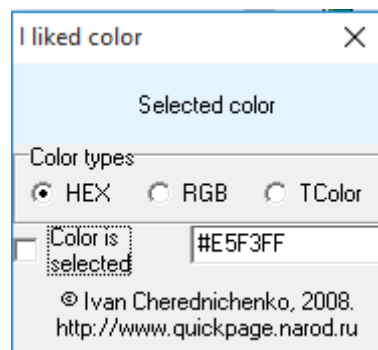 I liked color
Selected color
Color types
HEX RGB TColor
Color is
selected
#E5F3FF
© Ivan Cherednichenko, 2008.
http://www.quickpage.narod.ru